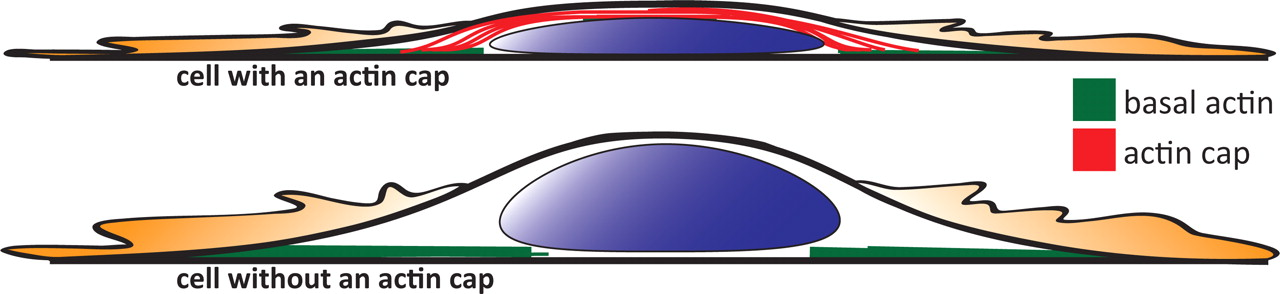 cell with an actin cap
basal actin
actin cap
cell without an actin cap